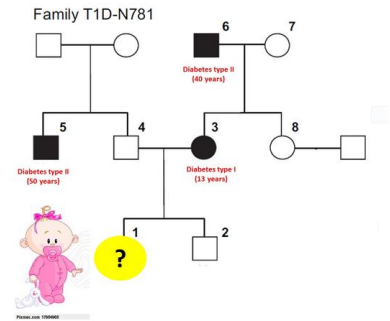 Family T1D-N781
6
7
Diabetes type II
(40 years)
5
4
3
8
Diabetes type II
(50 years)
Diabetes type I
(13 years)
1
2
?